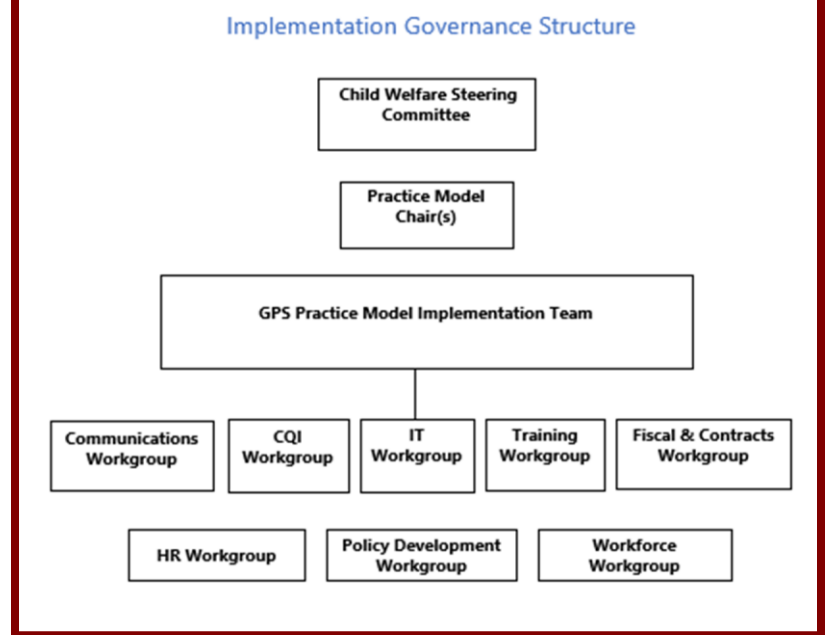 Implementation Governance Structure
Child Welfare Steering
Committee
Practice Model
Chair(s)
GPS Practice Model Implementation Team
Communications
Workgroup
CQI
Workgroup
IT
Workgroup
Training
Workgroup
Fiscal & Contracts
Workgroup
HR Workgroup
Policy Development
Workgroup
Workforce
Workgroup